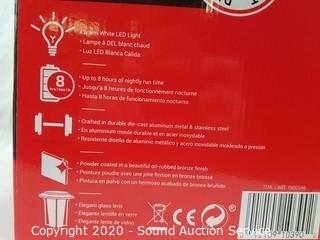 • Warm White LED Light
• Lampe à DEL blanc chaud
• Luz LED Blanca Cálida
8
• Up to 8 hours of nightly run time
• Jusqu'à 8 heures de fonctionnement nocturne
• Hasta 8 horas de funcionamiento nocturno
• Crafted in durable die-cast aluminum metal & stainless steel
• En aluminium moulé durable et en acier inoxydable
• Resistente diseño de aluminio metálico y acero inoxidable moldeado a presión
• Powder coated in a beautiful oil-rubbed bronze finish
• Peinture poudre avec une jolie finition en bronze brossé
• Pintura en polvo con un hermoso acabado de bronce bruñido
• Elegant glass lens
• Élégante lentille en verre
• Elegante lente de vidrio
CE
ITM. / ART.
Copyright 2020 - Sound Auction Service